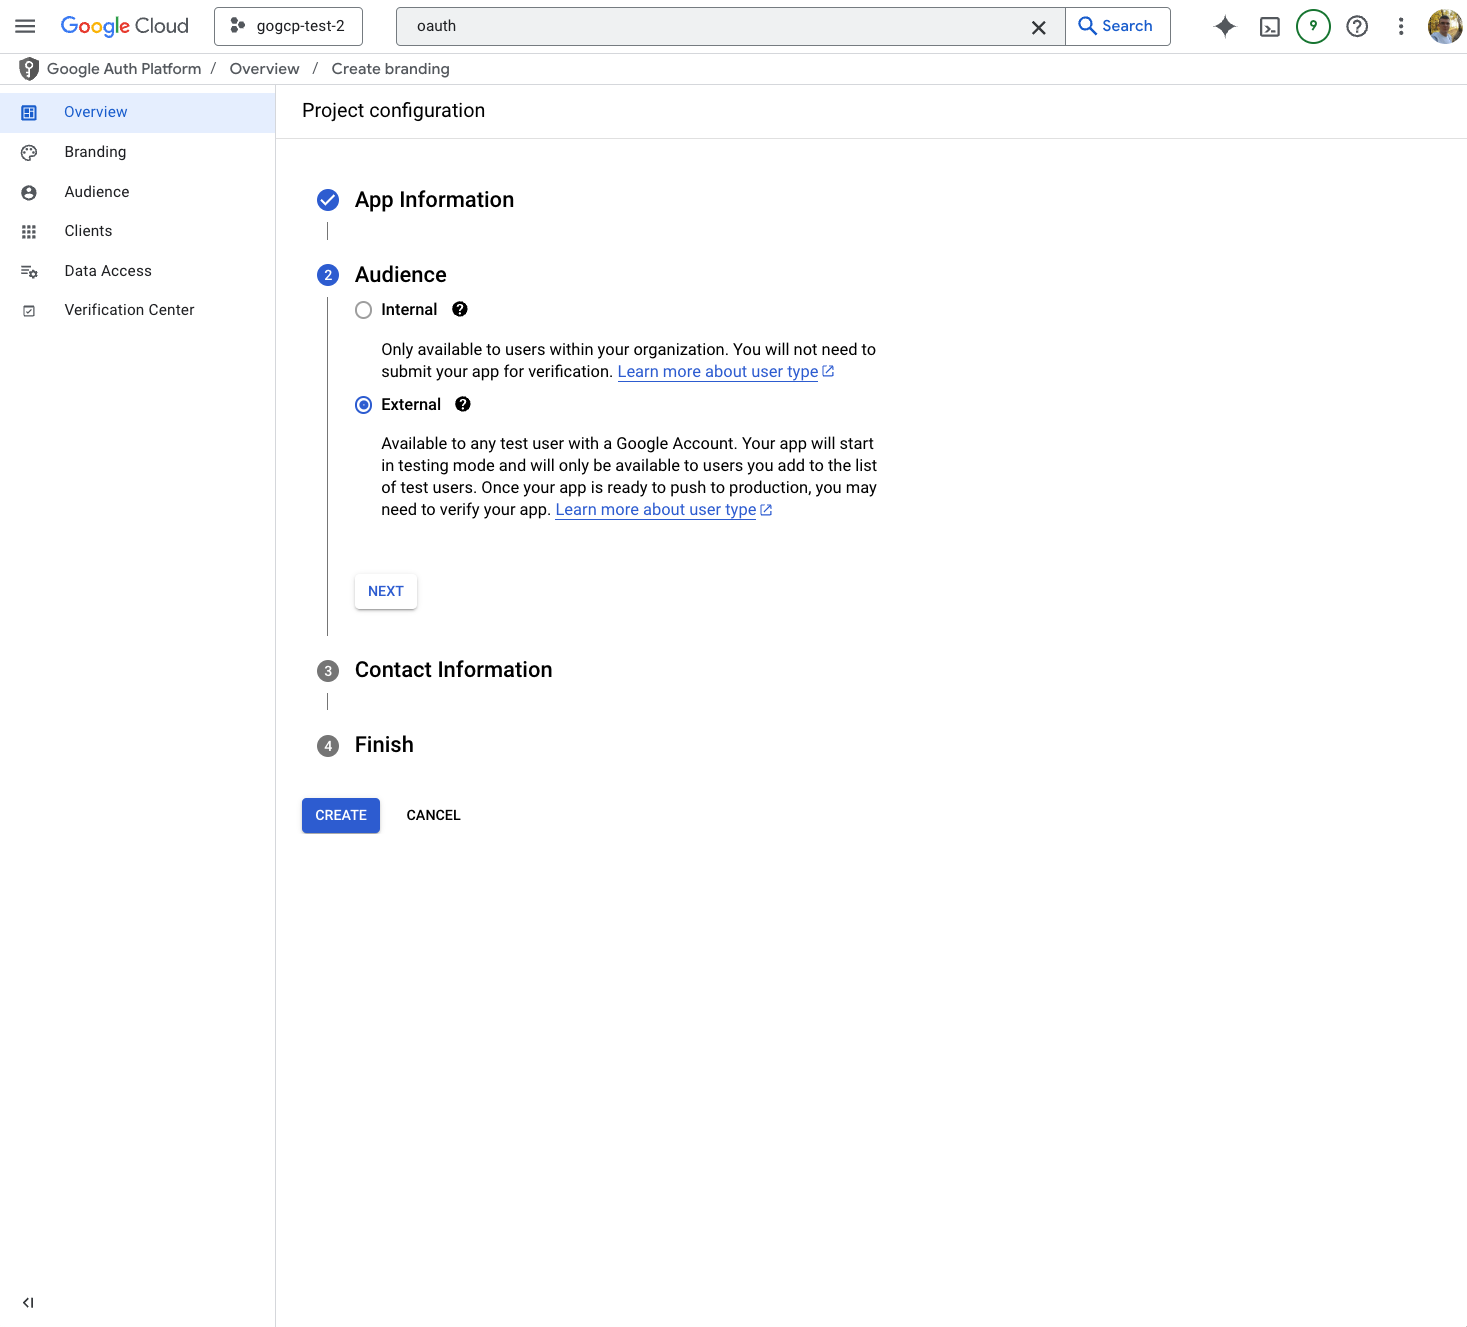 Google Cloud
gogcp-test-2
oauth
Search
9
Google Auth Platform / Overview / Create branding
Overview
Branding
Audience
Clients
Data Access
Verification Center
Project configuration
App Information
2 Audience
Internal
Only available to users within your organization. You will not need to
submit your app for verification. Learn more about user type
External
Available to any test user with a Google Account. Your app will start
in testing mode and will only be available to users you add to the list
of test users. Once your app is ready to push to production, you may
need to verify your app. Learn more about user type
NEXT
3 Contact Information
4 Finish
CREATE CANCEL